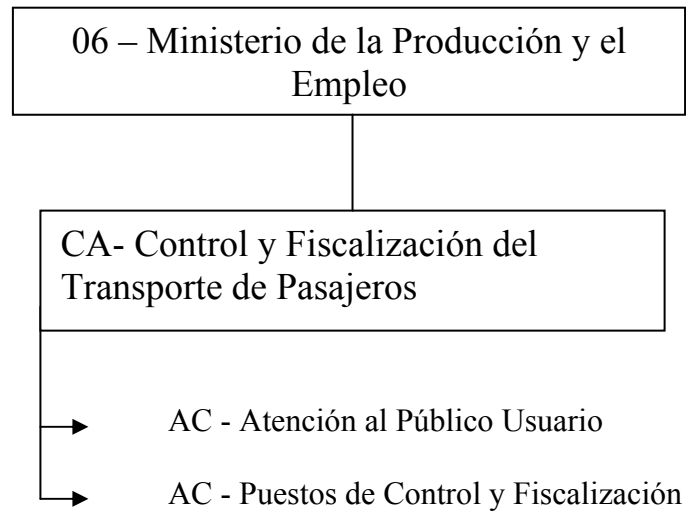 06 – Ministerio de la Producción y el
Empleo
CA- Control y Fiscalización del
Transporte de Pasajeros
AC - Atención al Público Usuario
AC - Puestos de Control y Fiscalización